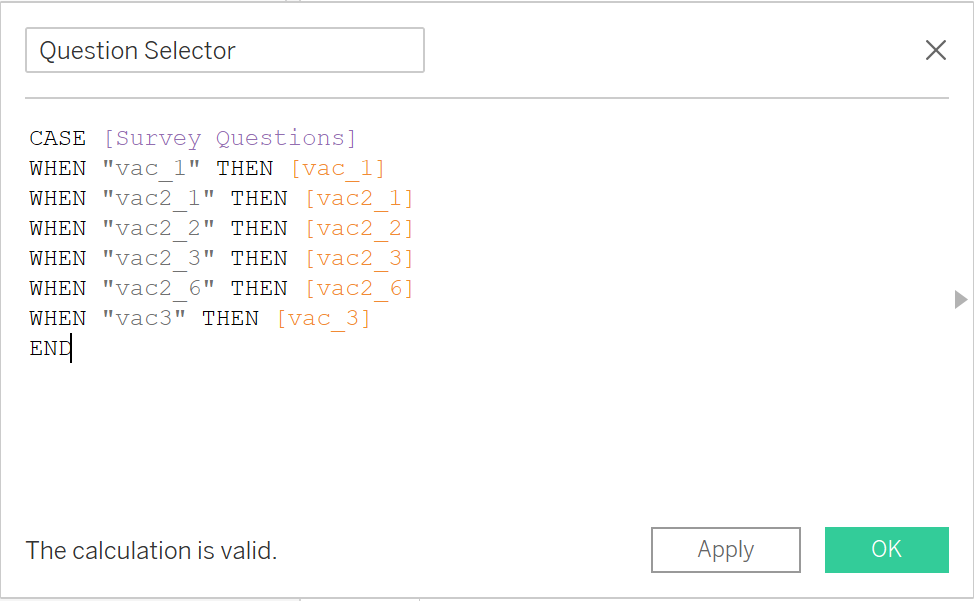 Question Selector
CASE [Survey Questions]
WHEN "vac_1" THEN [vac_1]
WHEN "vac2_1" THEN [vac2_1]
WHEN "vac2_2" THEN [vac2_2]
WHEN "vac2_3" THEN [vac2_3]
WHEN "vac2_6" THEN [vac2_6]
WHEN "vac3" THEN [vac_3]
END
The calculation is valid.
Apply
OK